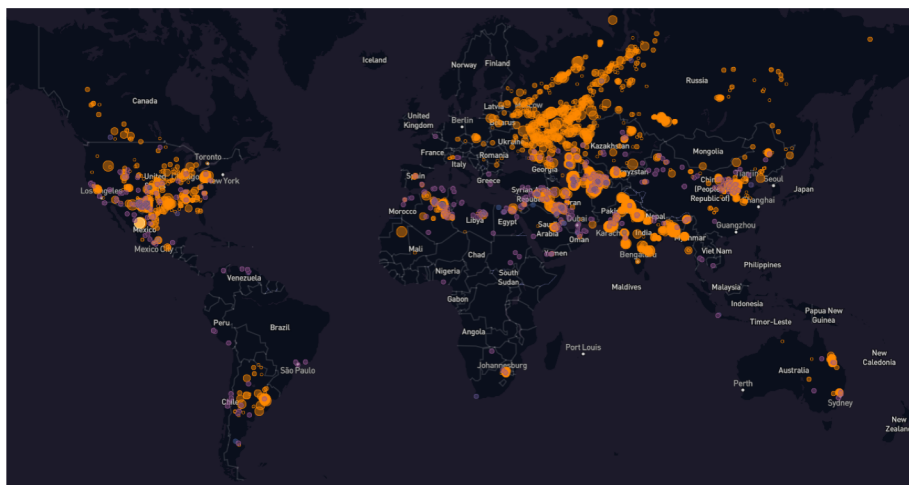 Iceland
Norway
Finland
Russia
Canada
Latvia
United
Kingdom
Berlin
Belarus
Ukraine
Kazakhstan
Mongolia
France
Romania
Italy
Georgia
Toronto
United
New York
Los Angeles
Spain
Greece
China
(People
Republic of)
Tianjin
Seoul
Japan
Shanghai
Morocco
Syrian
Iran
Libya
Egypt
Dubai
Saudi
Arabia
Oman
Karachi
Nepal
India
Myanmar
Guangzhou
Mexico
Mexico City
Mali
Chad
Yemen
Bengaluru
Viet Nam
Philippines
Venezuela
Nigeria
South
Sudan
Maldives
Malaysia
Gabon
Indonesia
Papua New
Guinea
Peru
Brazil
Angola
Timor-Leste
Port Louis
New
Caledonia
Johannesburg
São Paulo
Australia
Chile
Perth
Sydney
New
Zealand